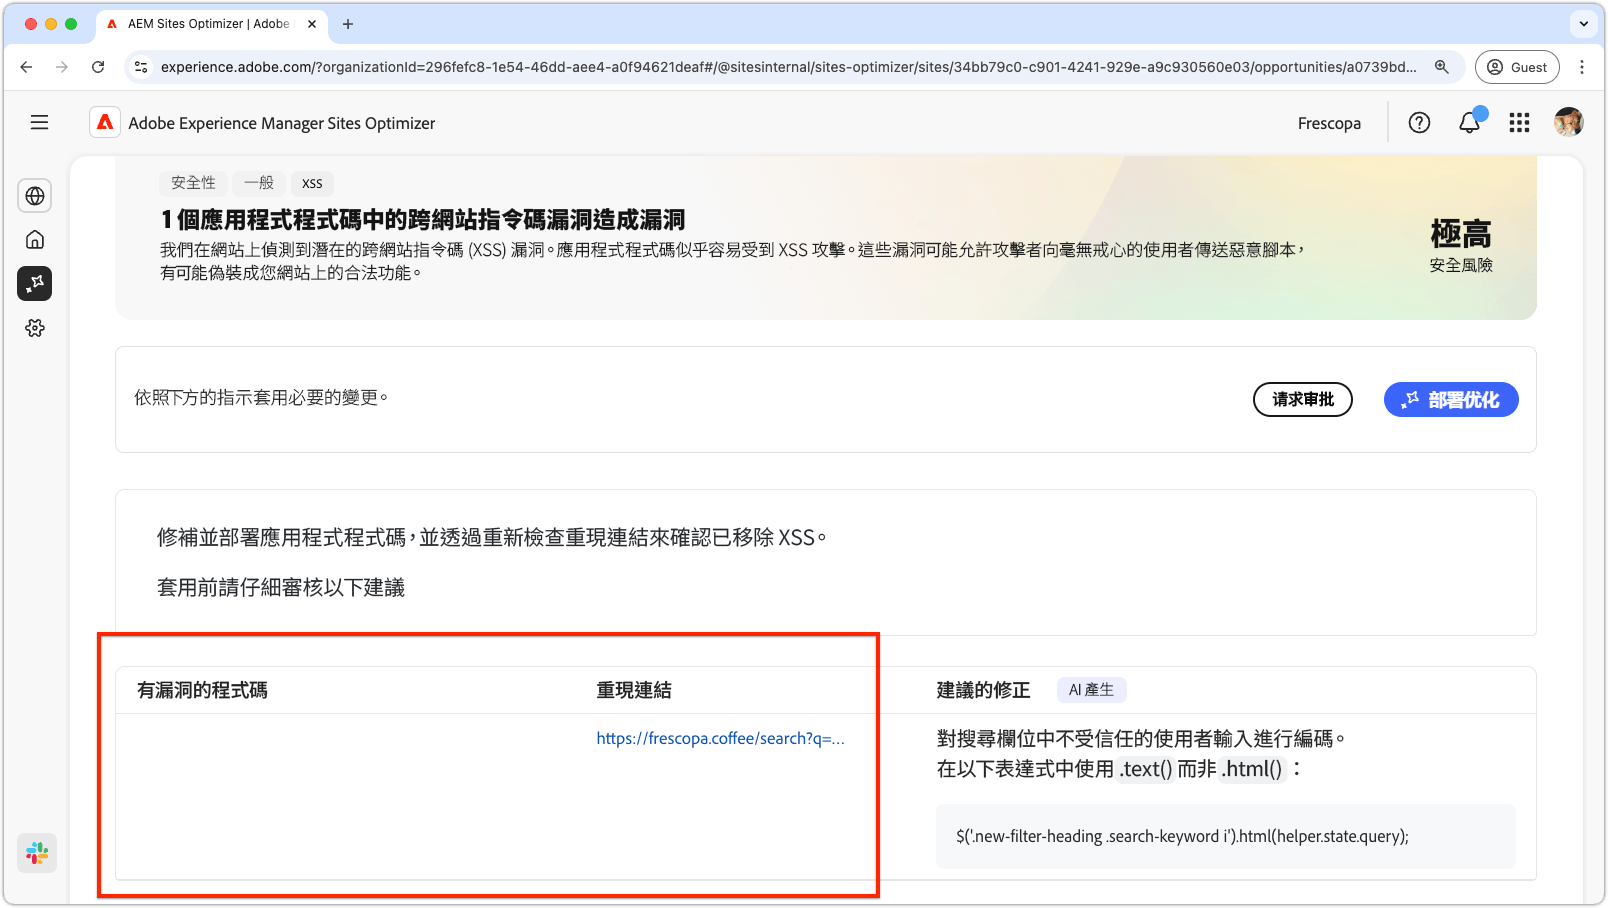 AEM Sites Optimizer | Adobe
experience.adobe.com/?organizationId=296fefc8-1e54-46dd-aee4-a0f94621deaf#/@sitesinternal/sites-optimizer/sites/34bb79c0-c901-4241-929e-a9c930560e03/opportunities/a0739bd...
Guest
Adobe Experience Manager Sites Optimizer
Frescopa
安全性 一般 XSS
1 個應用程式程式碼中的跨網站指令碼漏洞造成漏洞
我們在網站上偵測到潛在的跨網站指令碼 (XSS) 漏洞。應用程式程式碼似乎容易受到 XSS 攻擊。這些漏洞可能允許攻擊者向毫無戒心的使用者傳送惡意腳本，
有可能偽裝成您網站上的合法功能。
極高
安全風險
依照下方的指示套用必要的變更。
请求审批
部署优化
修補並部署應用程式程式碼，並透過重新檢查重現連結來確認已移除 XSS。
套用前請仔細審核以下建議
有漏洞的程式碼 重現連結 建議的修正 AI 產生
https://frescopa.coffee/search?q=...
對搜尋欄位中不受信任的使用者輸入進行編碼。
在以下表達式中使用 .text() 而非 .html()：
$('.new-filter-heading .search-keyword i').html(helper.state.query);